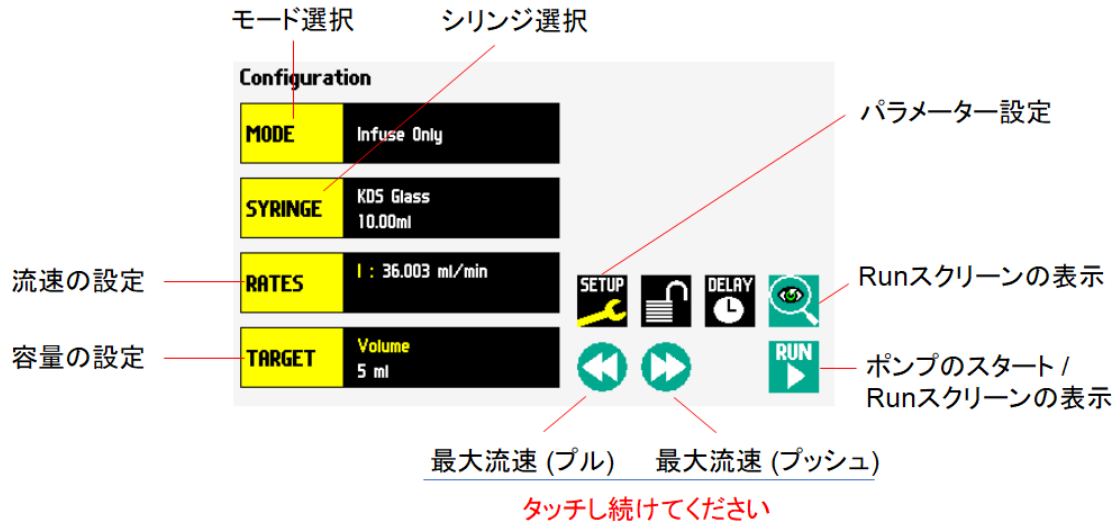 モード選択
シリンジ選択
Configuration
MODE
Infuse Only
パラメーター設定
SYRINGE
KDS Glass
10.00ml
流速の設定
RATES
I : 36.003 ml/min
SETUP
DELAY
Runスクリーンの表示
容量の設定
TARGET
Volume
5 ml
RUN
ポンプのスタート /
Runスクリーンの表示
最大流速 (プル)
最大流速 (プッシュ)
タッチし続けてください